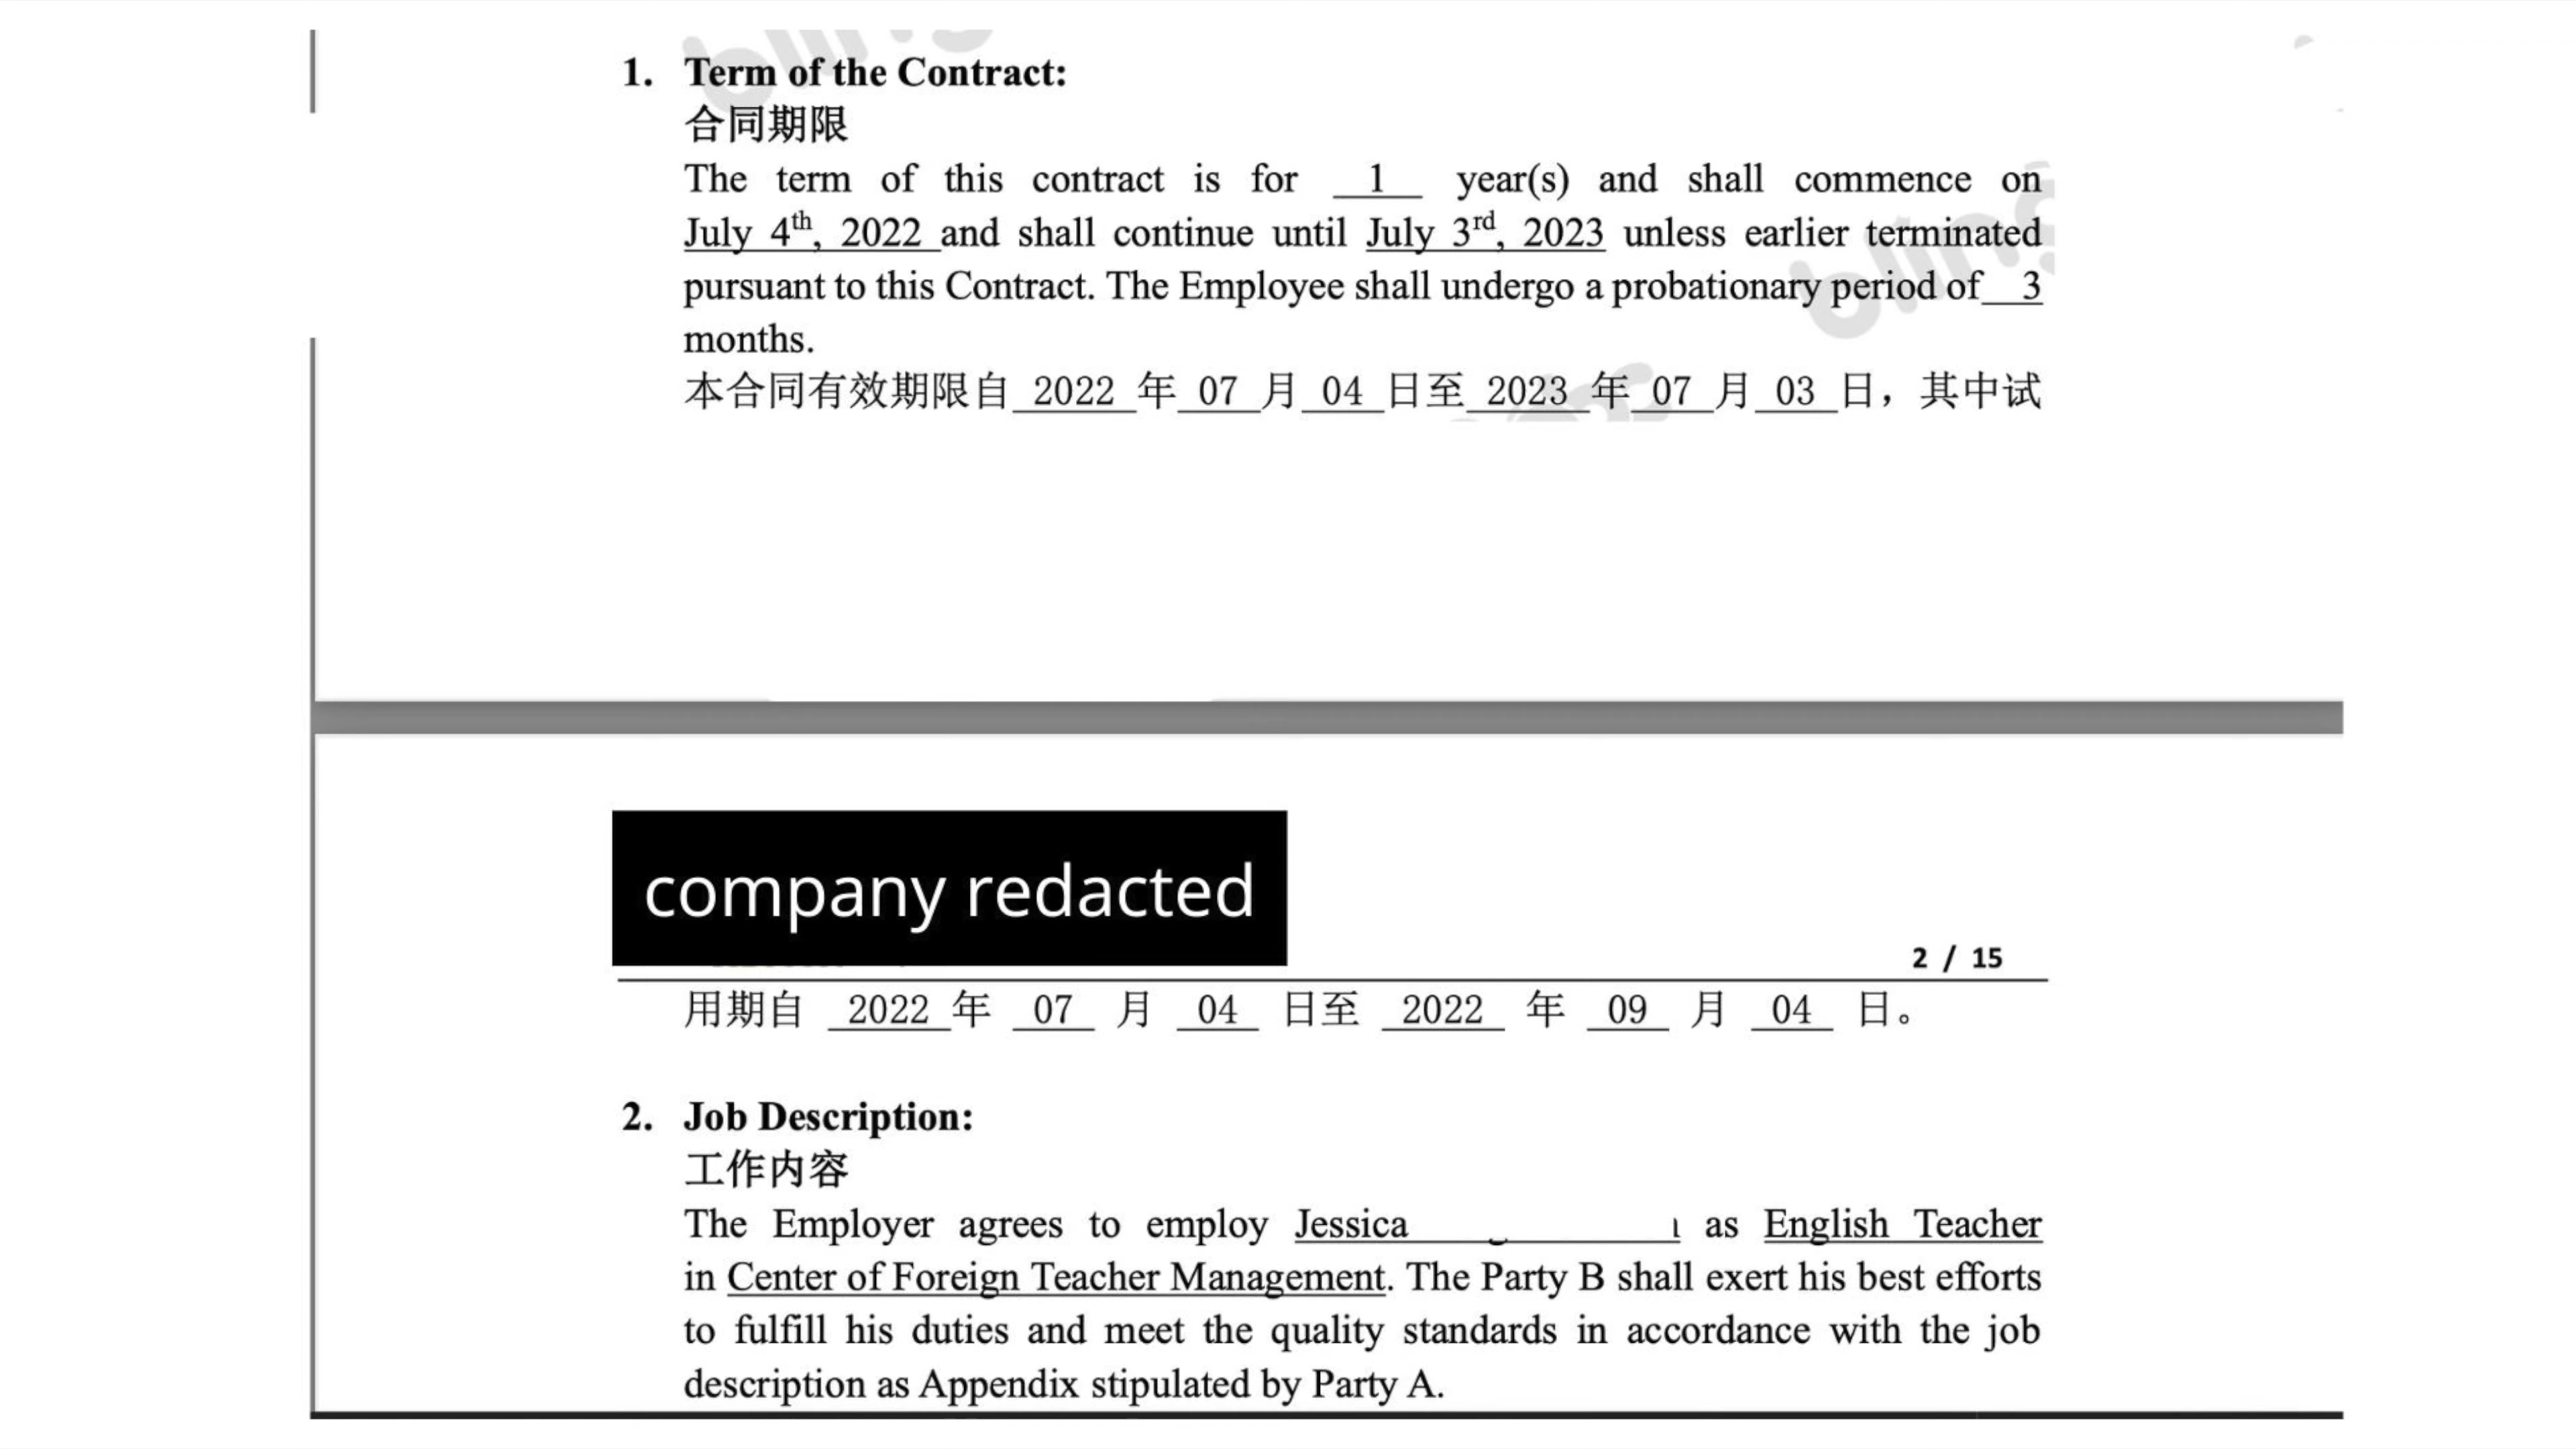 1. Term of the Contract:
合同期限
The term of this contract is for 1 year(s) and shall commence on
July 4th, 2022 and shall continue until July 3rd, 2023 unless earlier terminated
pursuant to this Contract. The Employee shall undergo a probationary period of 3
months.
本合同有效期限自 2022 年 07 月 04 日至 2023 年 07 月 03 日，其中试
company redacted
2 / 15
用期自 2022 年 07 月 04 日至 2022 年 09 月 04 日。
2. Job Description:
工作内容
The Employer agrees to employ Jessica as English Teacher
in Center of Foreign Teacher Management. The Party B shall exert his best efforts
to fulfill his duties and meet the quality standards in accordance with the job
description as Appendix stipulated by Party A.